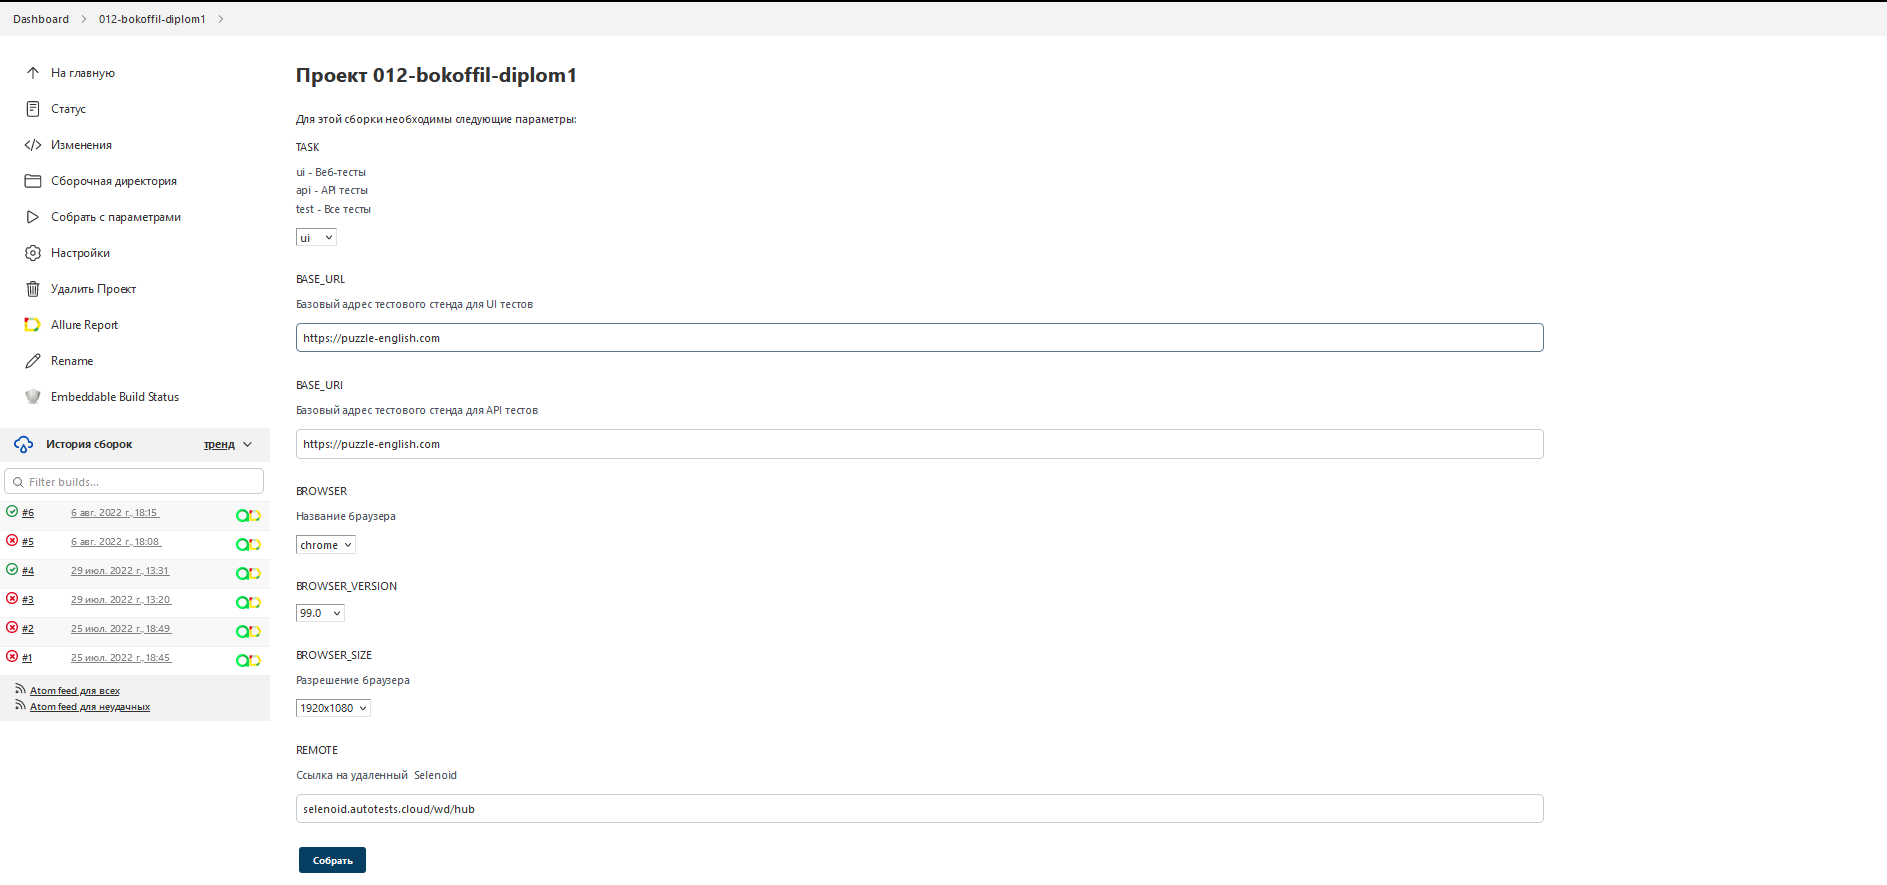 Dashboard
012-bokoffil-diplom1
На главную
Статус
Изменения
Сборочная директория
Собрать с параметрами
Настройки
Удалить Проект
Allure Report
Rename
Embeddable Build Status
История сборок
тренд
Filter builds...
#6 6 авг. 2022 г., 18:15
#5 6 авг. 2022 г., 18:08
#4 29 июл. 2022 г., 13:31
#3 29 июл. 2022 г., 13:20
#2 25 июл. 2022 г., 18:49
#1 25 июл. 2022 г., 18:45
Atom feed для всех
Atom feed для неудачных
Проект 012-bokoffil-diplom1
Для этой сборки необходимы следующие параметры:
TASK
ui - Веб-тесты
api - API тесты
test - Все тесты
ui
BASE_URL
Базовый адрес тестового стенда для UI тестов
https://puzzle-english.com
BASE_URI
Базовый адрес тестового стенда для API тестов
https://puzzle-english.com
BROWSER
Название браузера
chrome
BROWSER_VERSION
99.0
BROWSER_SIZE
Разрешение браузера
1920x1080
REMOTE
Ссылка на удаленный Selenoid
selenoid.autotests.cloud/wd/hub
Собрать